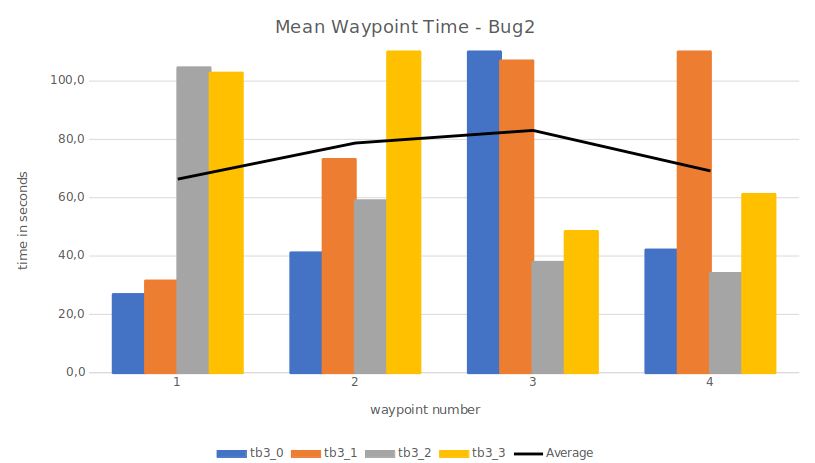 Mean Waypoint Time - Bug2
time in seconds
100,0
80,0
60,0
40,0
20,0
0,0
1 2 3 4
waypoint number
tb3_0 tb3_1 tb3_2 tb3_3 Average